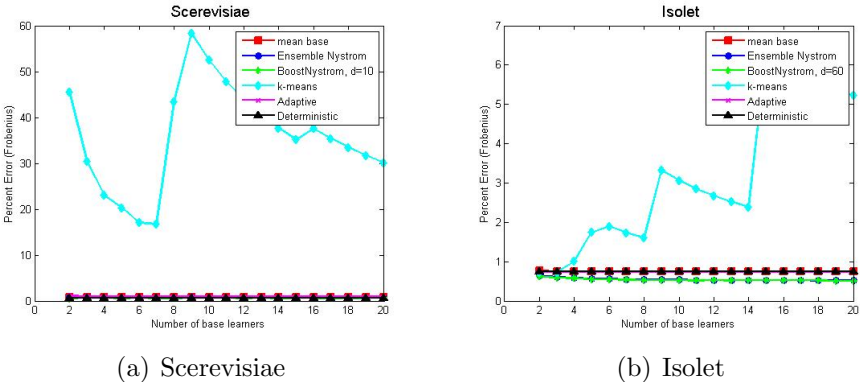 Scerevisiae
60
50
40
30
20
10
0
Percent Error (Frobenius)
mean base
Ensemble Nystrom
BoostNystrom, d=10
k-means
Adaptive
Deterministic
0 2 4 6 8 10 12 14 16 18 20
Number of base learners
(a) Scerevisiae
Isolet
7
6
5
4
3
2
1
0
Percent Error (Frobenius)
mean base
Ensemble Nystrom
BoostNystrom, d=60
k-means
Adaptive
Deterministic
0 2 4 6 8 10 12 14 16 18 20
Number of base learners
(b) Isolet